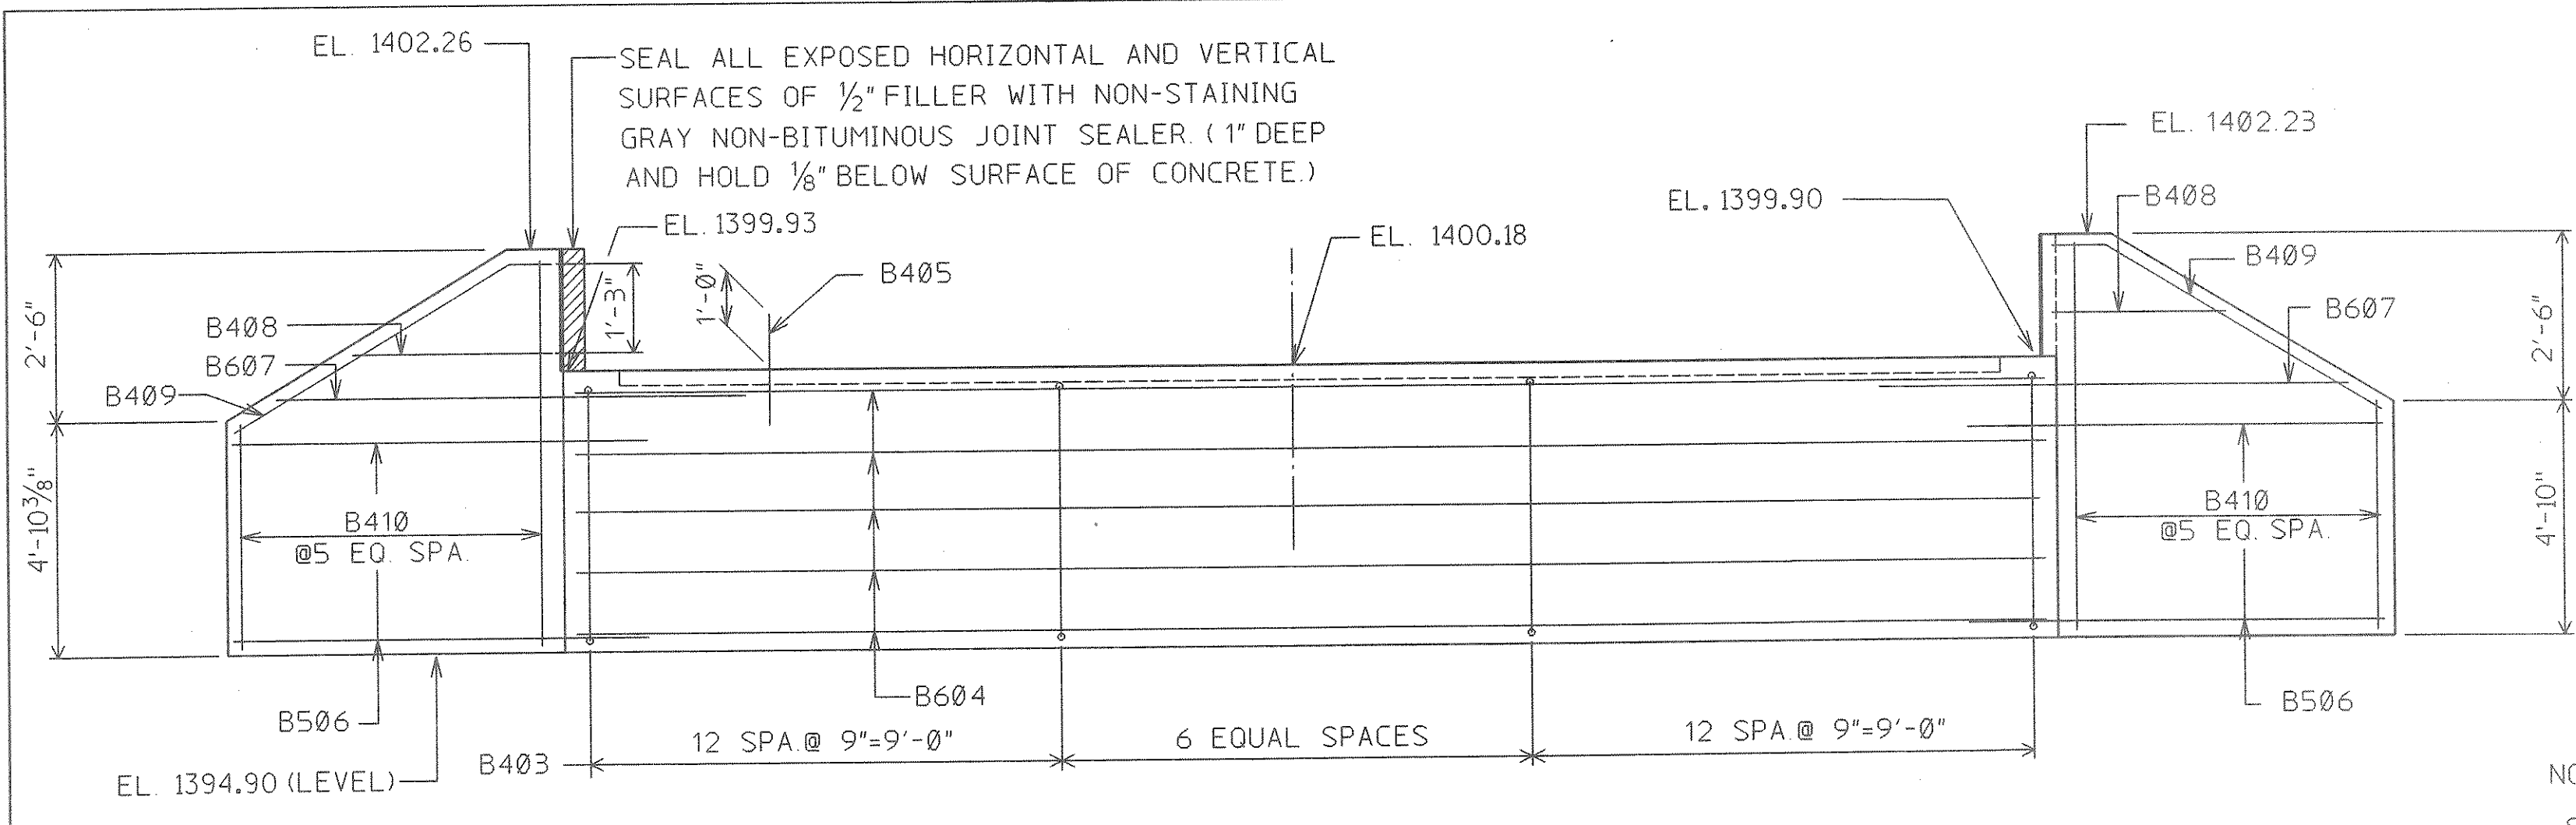 EL. 1402.26
SEAL ALL EXPOSED HORIZONTAL AND VERTICAL
SURFACES OF ½" FILLER WITH NON-STAINING
GRAY NON-BITUMINOUS JOINT SEALER. (1" DEEP
AND HOLD ⅛" BELOW SURFACE OF CONCRETE.)
EL. 1402.23
B408
EL. 1399.90
EL. 1399.93
EL. 1400.18
B409
B405
1'-0"
1'-3"
B607
2'-6"
B408
B607
B409
2'-6"
4'-10⅜"
B410
@5 EQ. SPA.
B410
@5 EQ. SPA.
4'-10"
B604
B506
B506
12 SPA.@ 9"=9'-0"
6 EQUAL SPACES
12 SPA.@ 9"=9'-0"
B403
EL. 1394.90 (LEVEL)